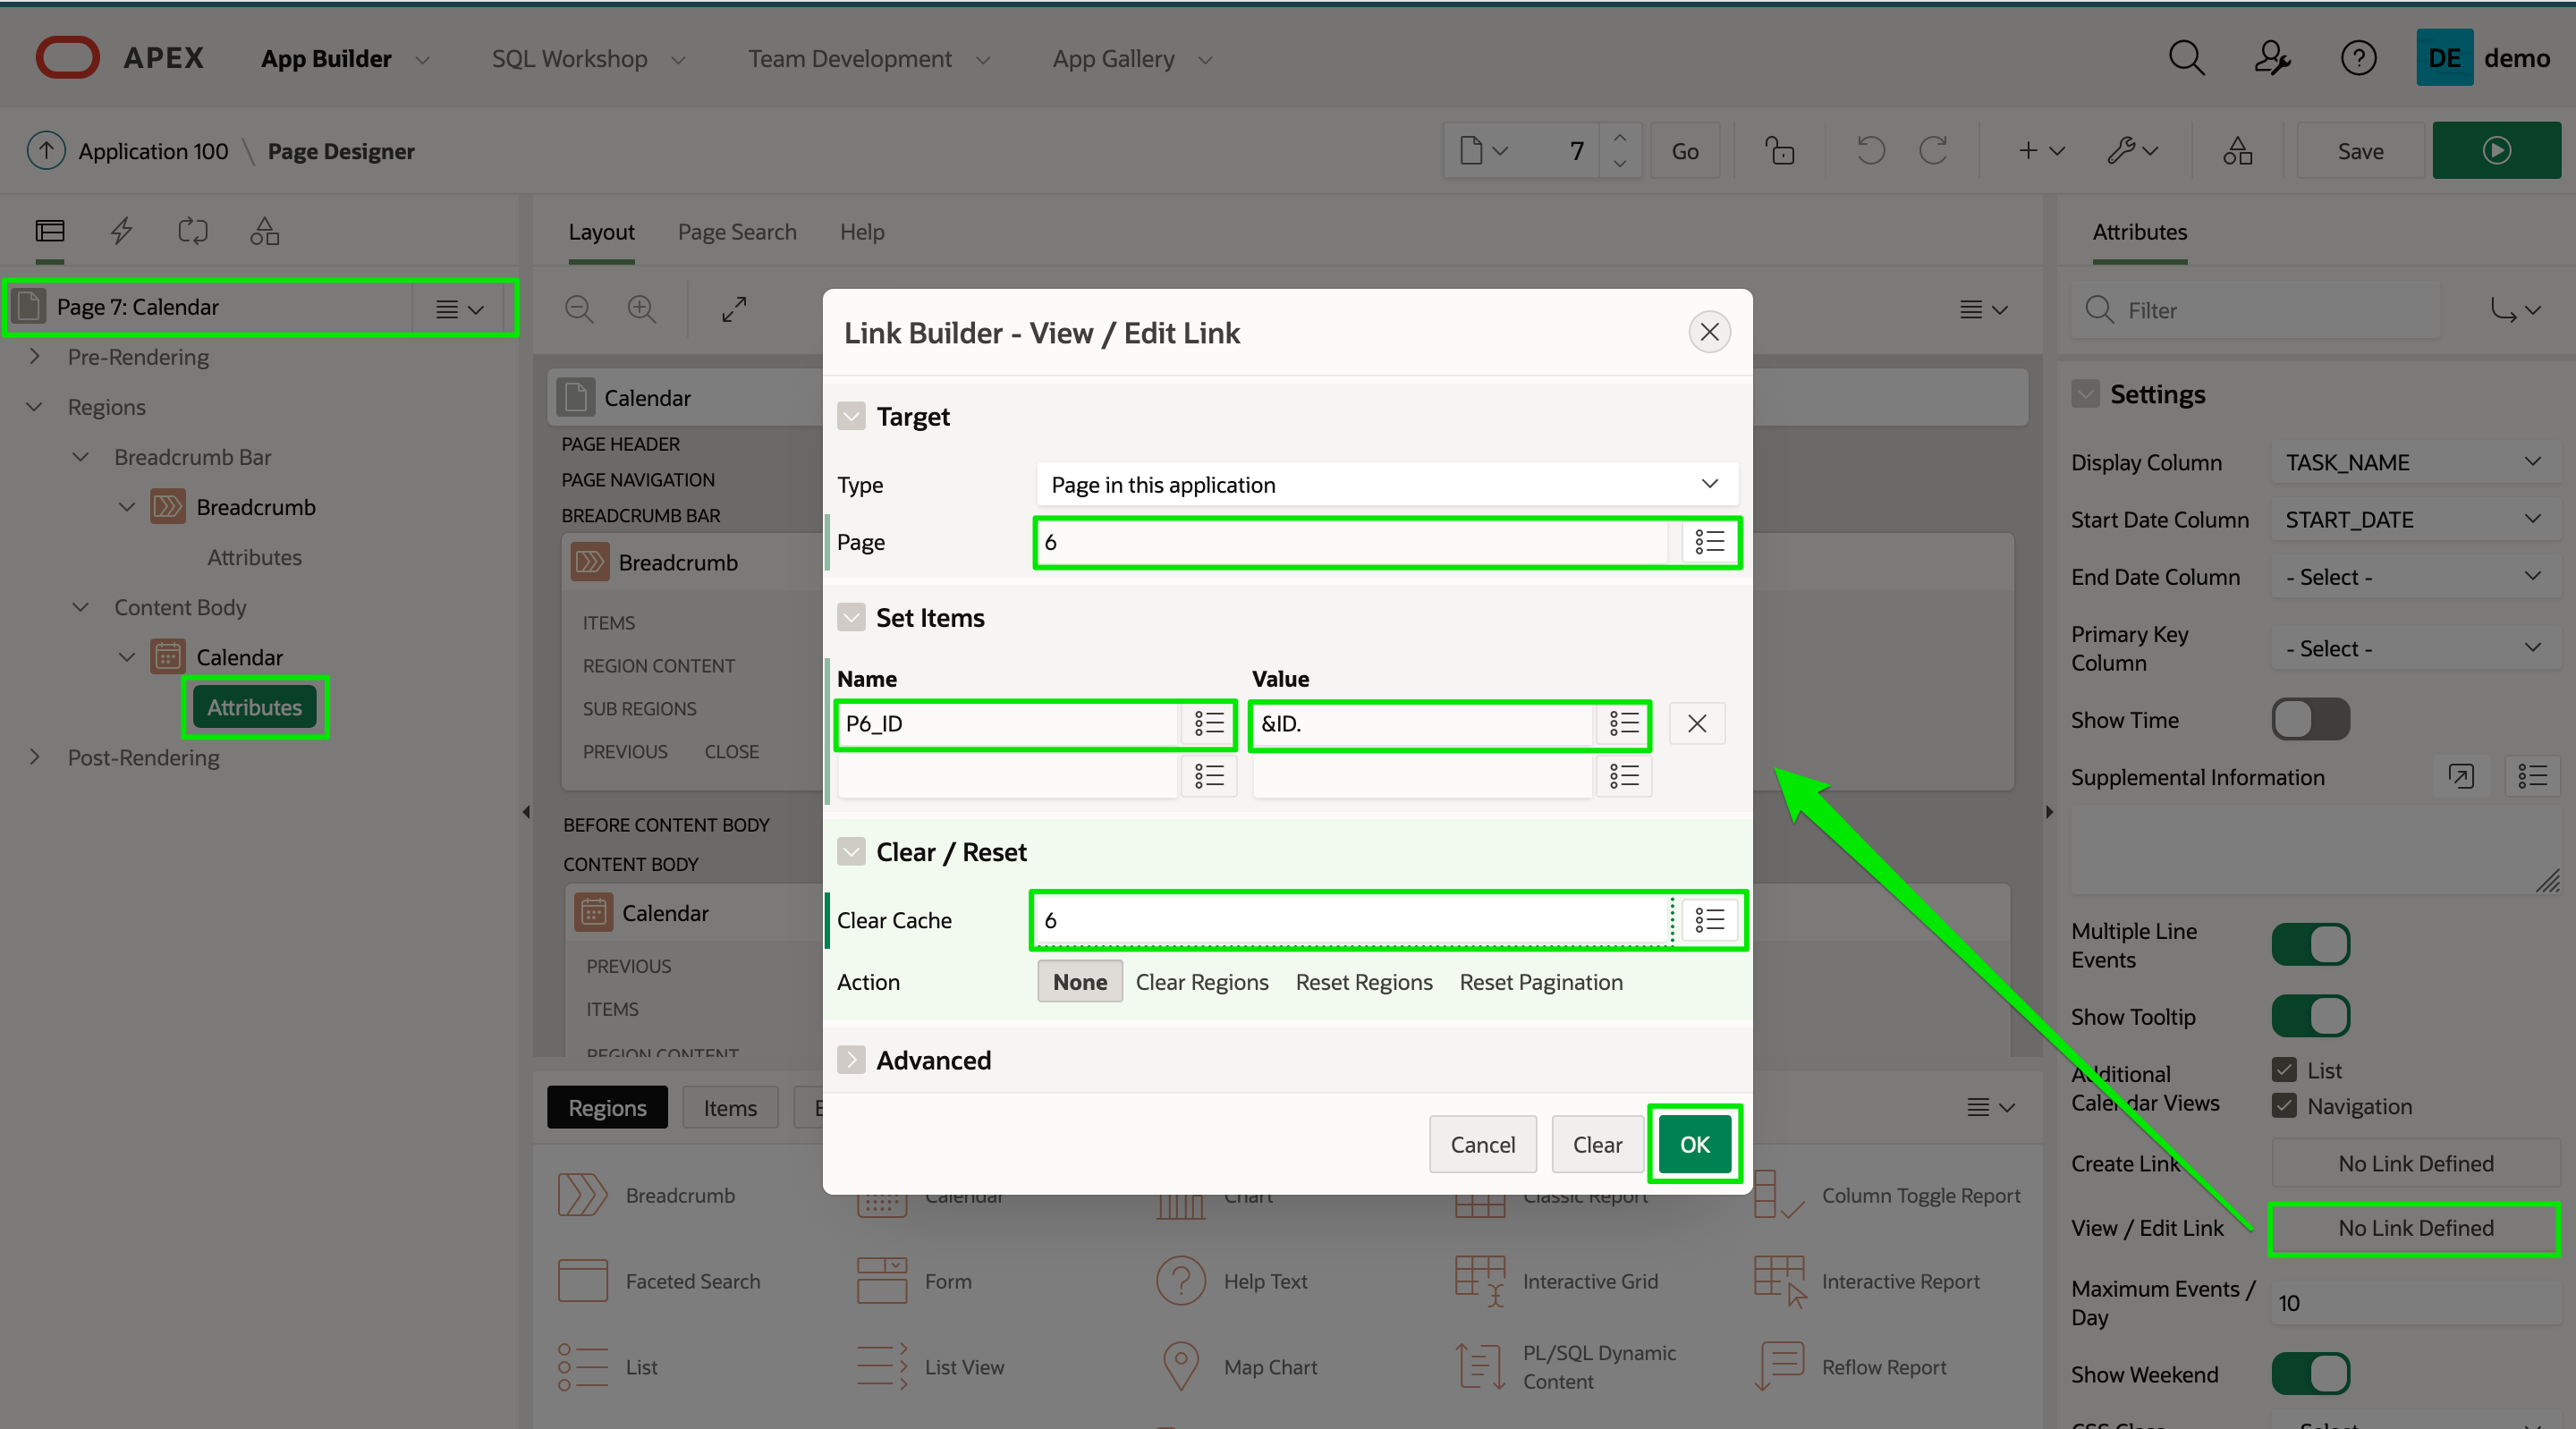 APEX
App Builder
SQL Workshop
Team Development
App Gallery
DE
demo
Application 100 \ Page Designer
7
Go
Save
Layout
Page Search
Help
Attributes
Page 7: Calendar
Pre-Rendering
Regions
Breadcrumb Bar
Breadcrumb
Attributes
Content Body
Calendar
Attributes
Post-Rendering
Calendar
PAGE HEADER
PAGE NAVIGATION
BREADCRUMB BAR
Breadcrumb
ITEMS
REGION CONTENT
SUB REGIONS
PREVIOUS
CLOSE
BEFORE CONTENT BODY
CONTENT BODY
Calendar
PREVIOUS
ITEMS
REGION CONTENT
Link Builder - View / Edit Link
Target
Type
Page in this application
Page
6
Set Items
Name
Value
P6_ID
&ID.
Clear / Reset
Clear Cache
6
Action
None
Clear Regions
Reset Regions
Reset Pagination
Advanced
Cancel
Clear
OK
Regions
Items
Breadcrumb
Calendar
Chart
Classic Report
Column Toggle Report
Faceted Search
Form
Help Text
Interactive Grid
Interactive Report
List
List View
Map Chart
PL/SQL Dynamic
Content
Reflow Report
Filter
Settings
Display Column
TASK_NAME
Start Date Column
START_DATE
End Date Column
- Select -
Primary Key
Column
- Select -
Show Time
Supplemental Information
Multiple Line
Events
Show Tooltip
Additional
Calendar Views
List
Navigation
Create Link
No Link Defined
View / Edit Link
No Link Defined
Maximum Events /
Day
10
Show Weekend